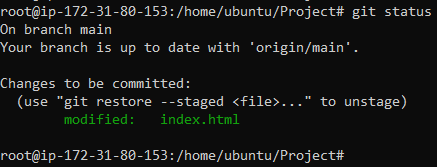 root@ip-172-31-80-153:/home/ubuntu/Project# git status
On branch main
Your branch is up to date with 'origin/main'.

Changes to be committed:
  (use "git restore --staged <file>..." to unstage)
        modified:   index.html

root@ip-172-31-80-153:/home/ubuntu/Project#